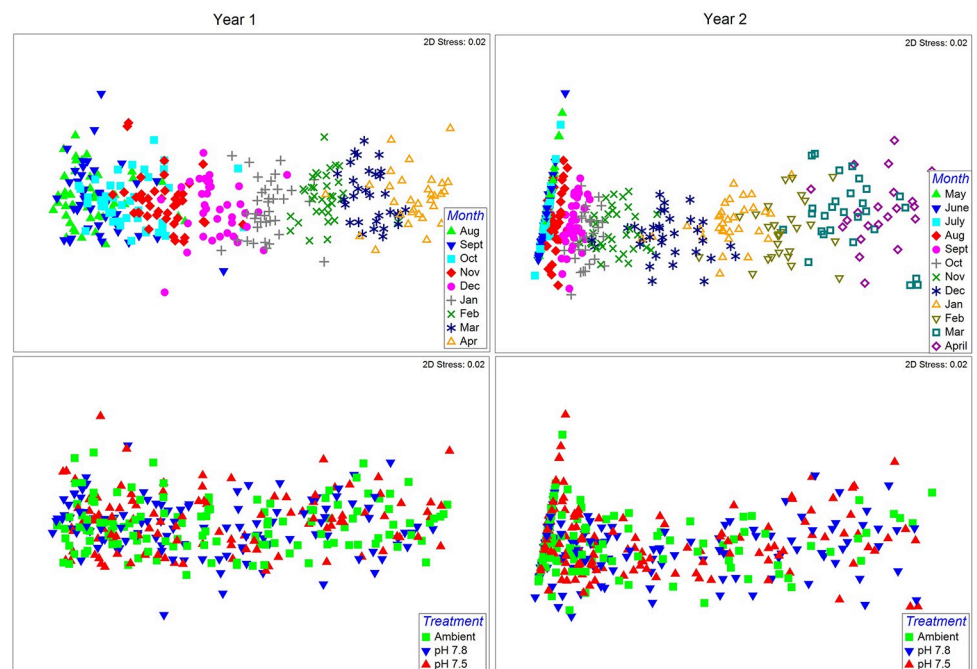 Year 1
Year 2
2D Stress: 0.02
2D Stress: 0.02
Month
Aug
Sept
Oct
Nov
Dec
Jan
Feb
Mar
Apr
Month
May
June
July
Aug
Sept
Oct
Nov
Dec
Jan
Feb
Mar
April
2D Stress: 0.02
2D Stress: 0.02
Treatment
Ambient
pH 7.8
pH 7.5
Treatment
Ambient
pH 7.8
pH 7.5